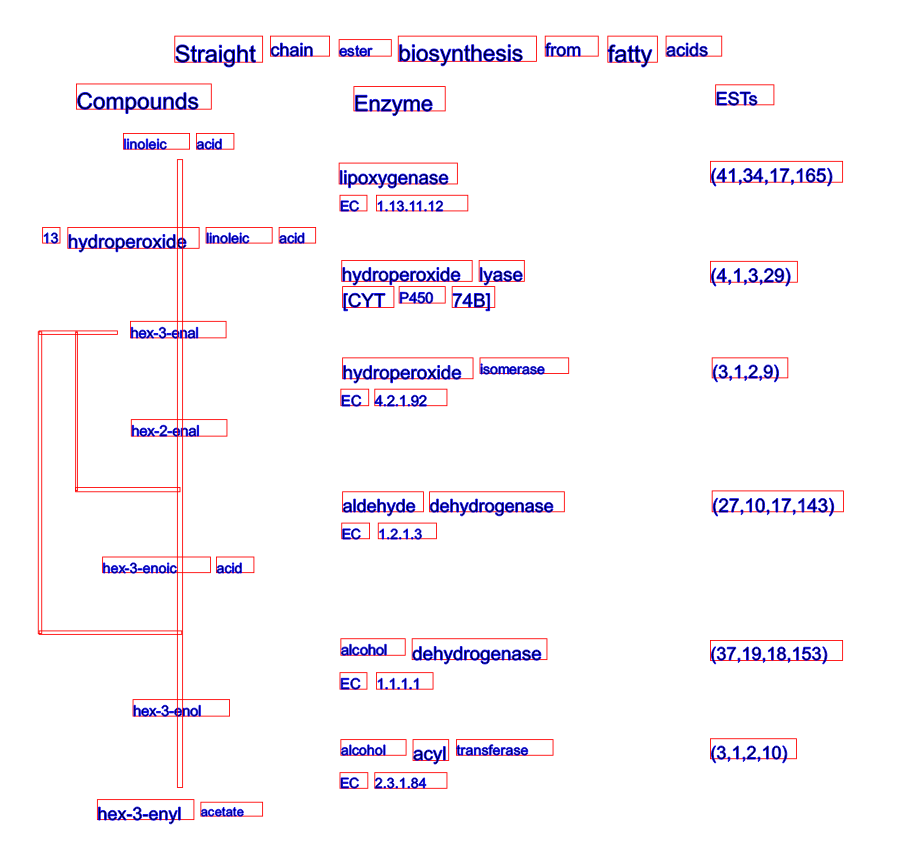 Straight chain ester biosynthesis from fatty acids
Compounds Enzyme ESTs
linoleic acid
lipoxygenase (41,34,17,165)
EC 1.13.11.12
13 hydroperoxide linoleic acid
hydroperoxide lyase (4,1,3,29)
[CYT P450 74B]
hex-3-enal
hydroperoxide isomerase (3,1,2,9)
EC 4.2.1.92
hex-2-enal
aldehyde dehydrogenase (27,10,17,143)
EC 1.2.1.3
hex-3-enoic acid
alcohol dehydrogenase (37,19,18,153)
EC 1.1.1.1
hex-3-enol
alcohol acyl transferase (3,1,2,10)
EC 2.3.1.84
hex-3-enyl acetate